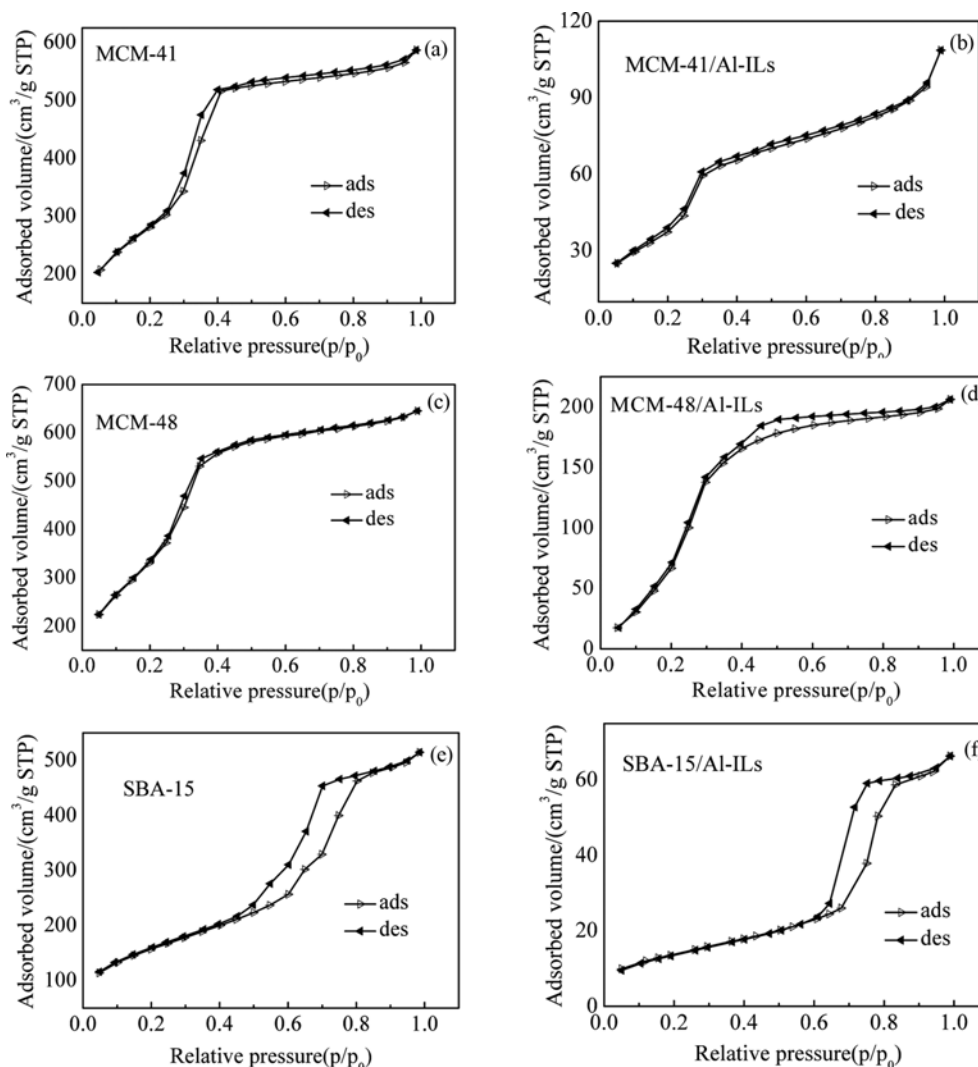 MCM-41
(a)
600
500
400
300
200
Adsorbed volume/(cm³/g STP)
ads
des
0.0 0.2 0.4 0.6 0.8 1.0
Relative pressure(p/p₀)
(b)
MCM-41/Al-ILs
120
90
60
30
Adsorbed volume/(cm³/g STP)
ads
des
0.0 0.2 0.4 0.6 0.8 1.0
Relative pressure(p/p₀)
MCM-48
(c)
700
600
500
400
300
200
Adsorbed volume/(cm³/g STP)
ads
des
0.0 0.2 0.4 0.6 0.8 1.0
Relative pressure(p/p₀)
MCM-48/Al-ILs
(d)
200
150
100
50
0
Adsorbed volume/(cm³/g STP)
ads
des
0.0 0.2 0.4 0.6 0.8 1.0
Relative pressure(p/p₀)
SBA-15
(e)
500
400
300
200
100
Adsorbed volume/(cm³/g STP)
ads
des
0.0 0.2 0.4 0.6 0.8 1.0
Relative pressure(p/p₀)
SBA-15/Al-ILs
(f
60
40
20
0
Adsorbed volume/(cm³/g STP)
ads
des
0.0 0.2 0.4 0.6 0.8 1.0
Relative pressure(p/p₀)